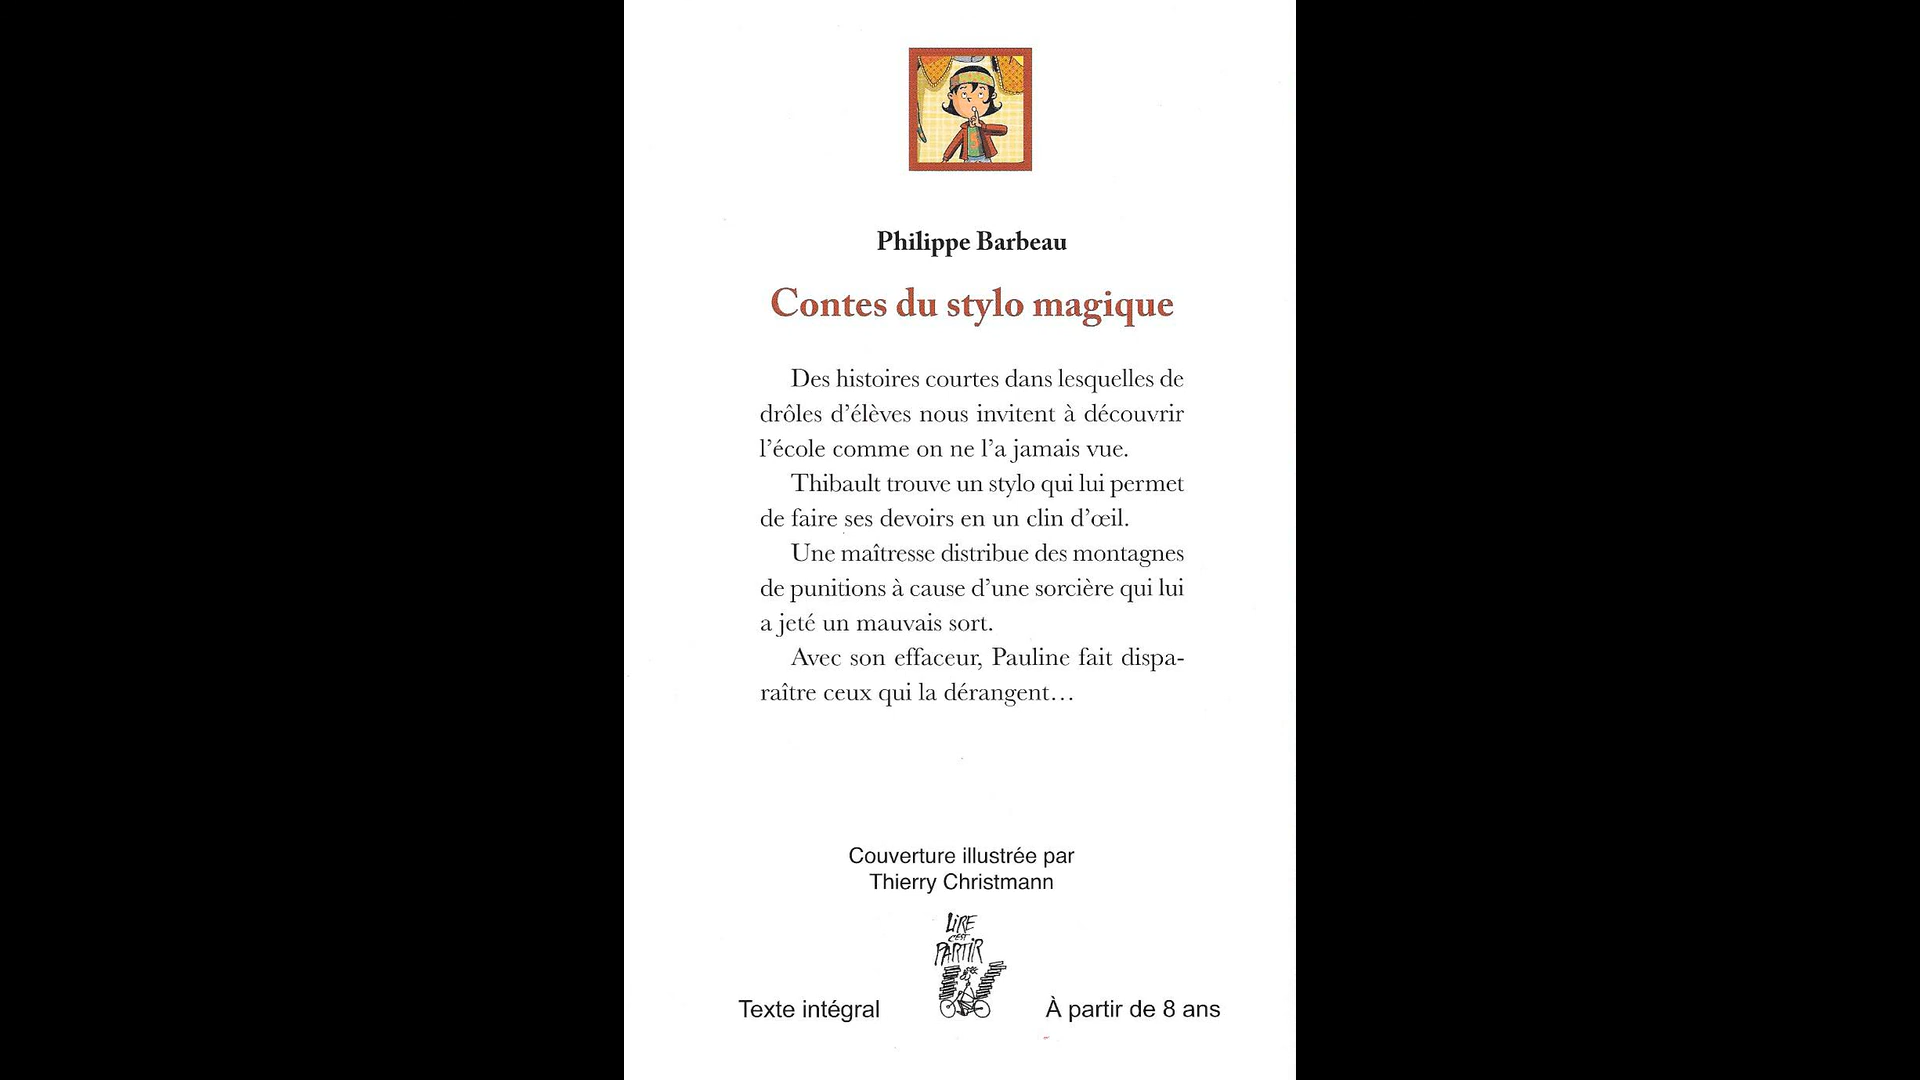 Philippe Barbeau
Contes du stylo magique
Des histoires courtes dans lesquelles de
drôles d’élèves nous invitent à découvrir
l’école comme on ne l’a jamais vue.
Thibault trouve un stylo qui lui permet
de faire ses devoirs en un clin d’œil.
Une maîtresse distribue des montagnes
de punitions à cause d’une sorcière qui lui
a jeté un mauvais sort.
Avec son effaceur, Pauline fait dispa-
raître ceux qui la dérangent…
Couverture illustrée par
Thierry Christmann
LIRE
C'EST
PARTIR
Texte intégral
À partir de 8 ans